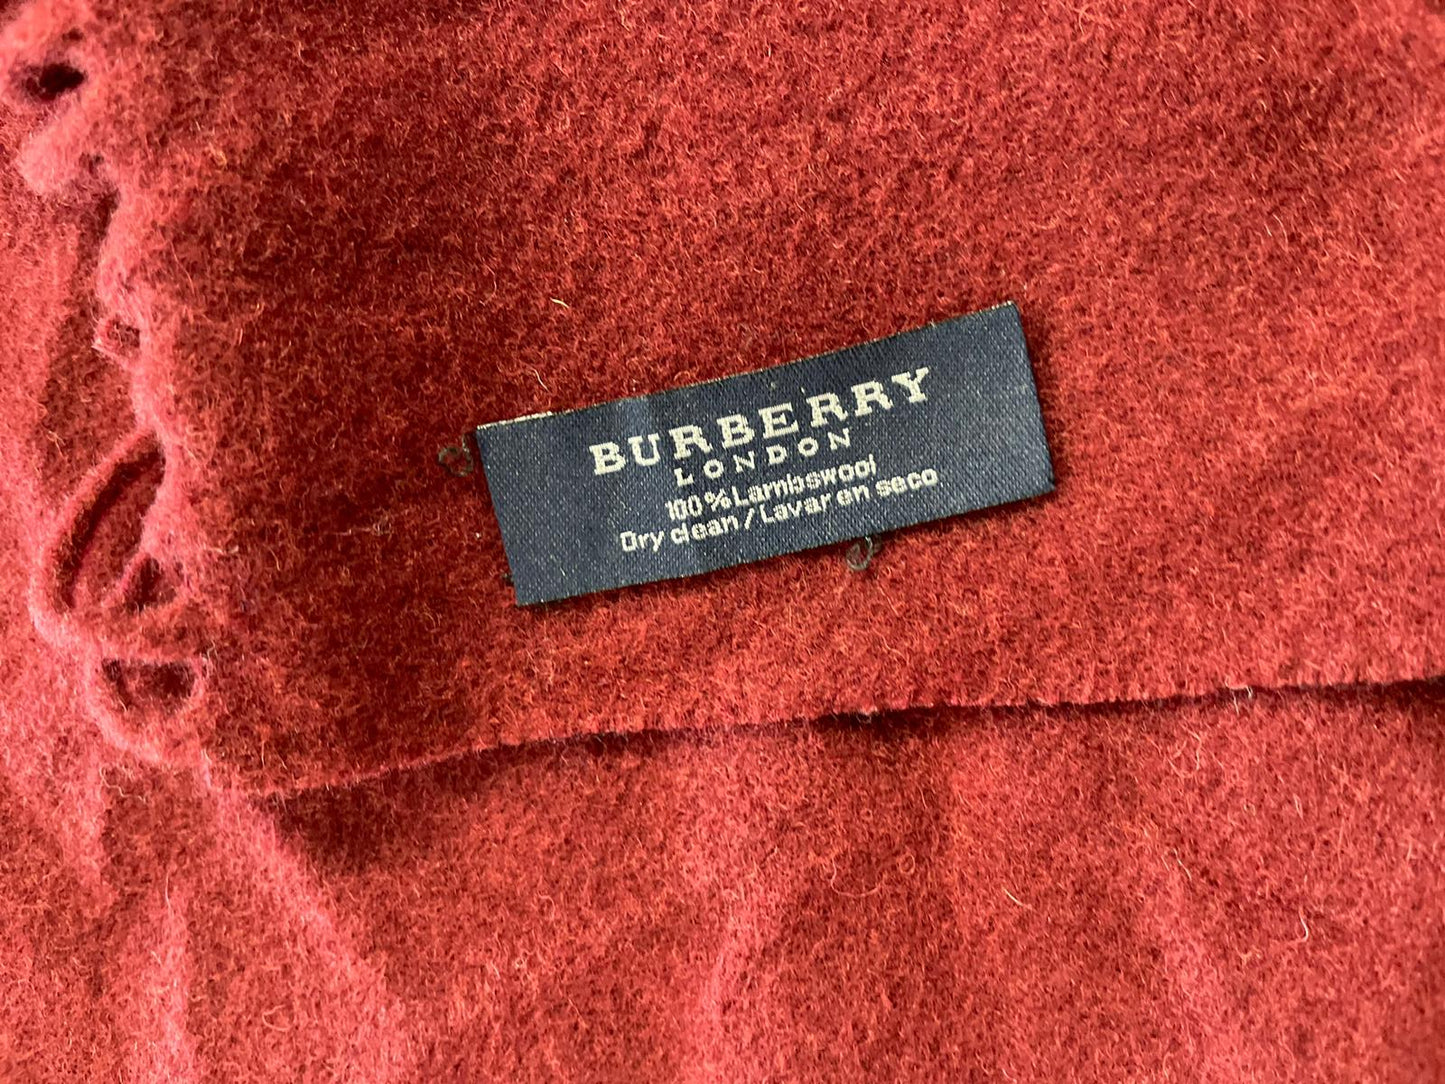 BURBERRY
LONDON
100% Lambswool
Dry clean / Lavar en seco